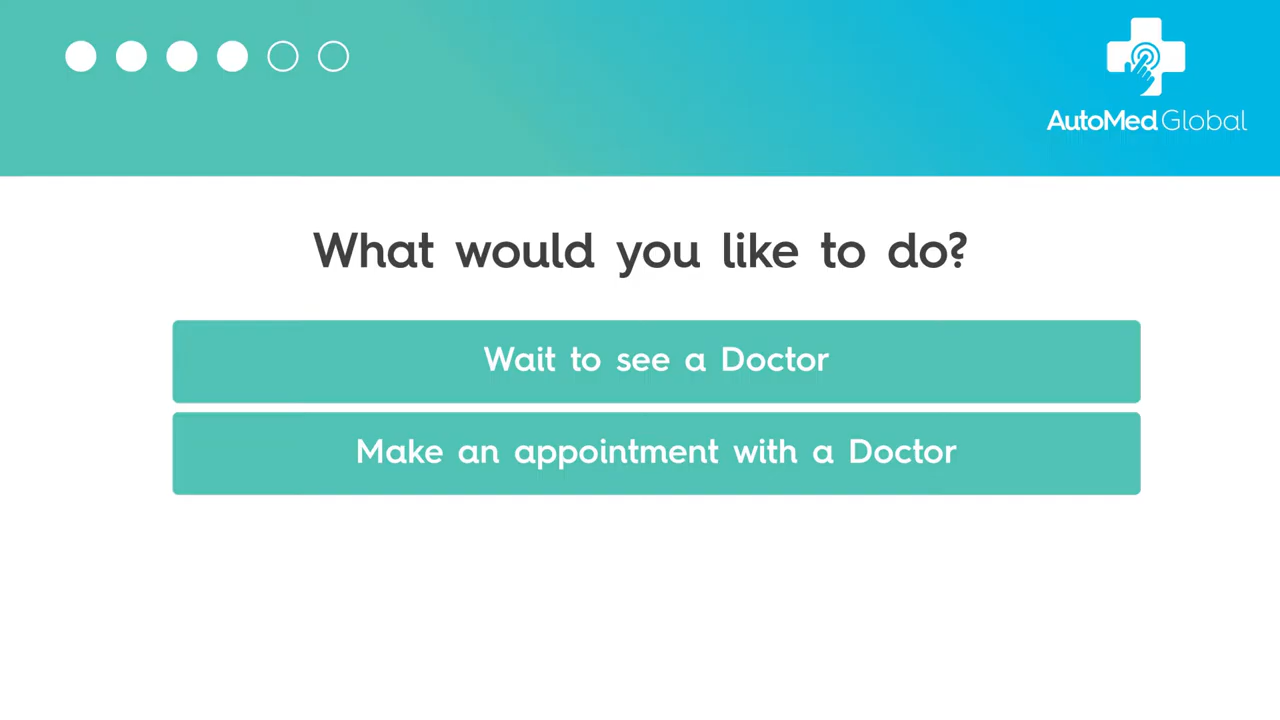 AutoMed Global
What would you like to do?
Wait to see a Doctor
Make an appointment with a Doctor